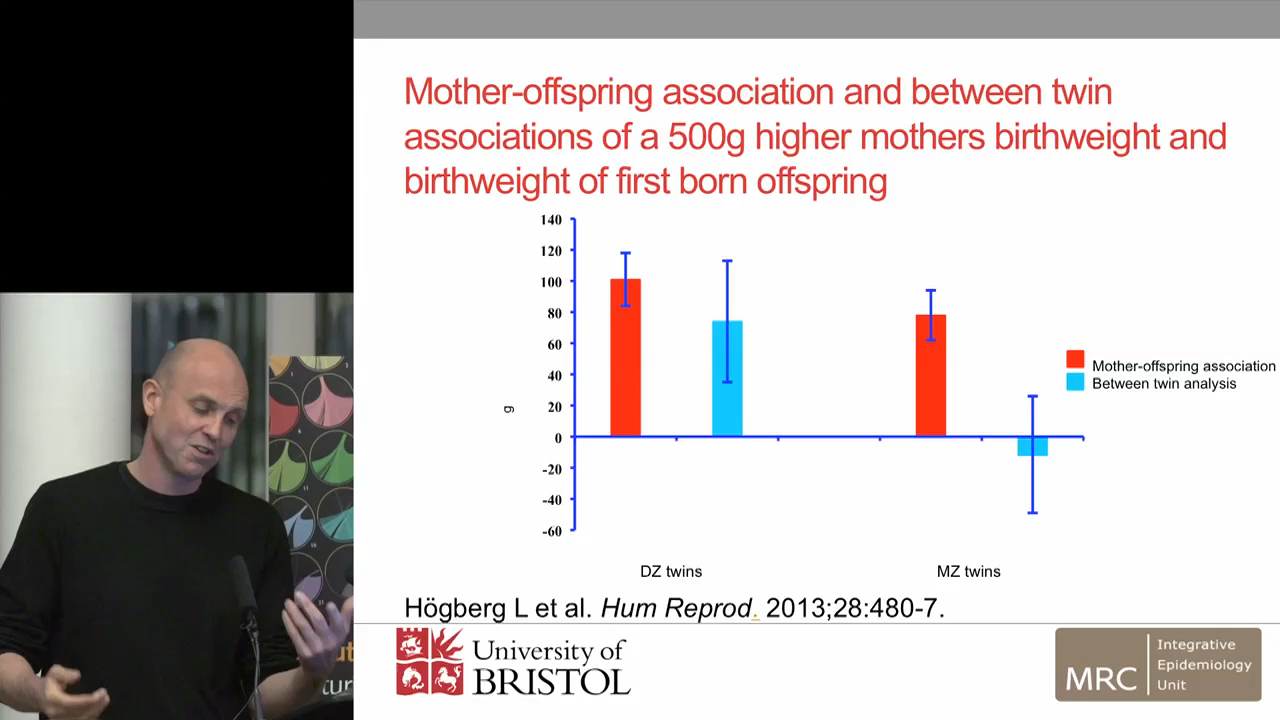 Mother-offspring association and between twin
associations of a 500g higher mothers birthweight and
birthweight of first born offspring
140
120
100
80
60
40
20
0
-20
-40
-60
g
Mother-offspring association
Between twin analysis
DZ twins
MZ twins
Högberg L et al. Hum Reprod. 2013;28:480-7.
University of
BRISTOL
MRC
Integrative
Epidemiology
Unit